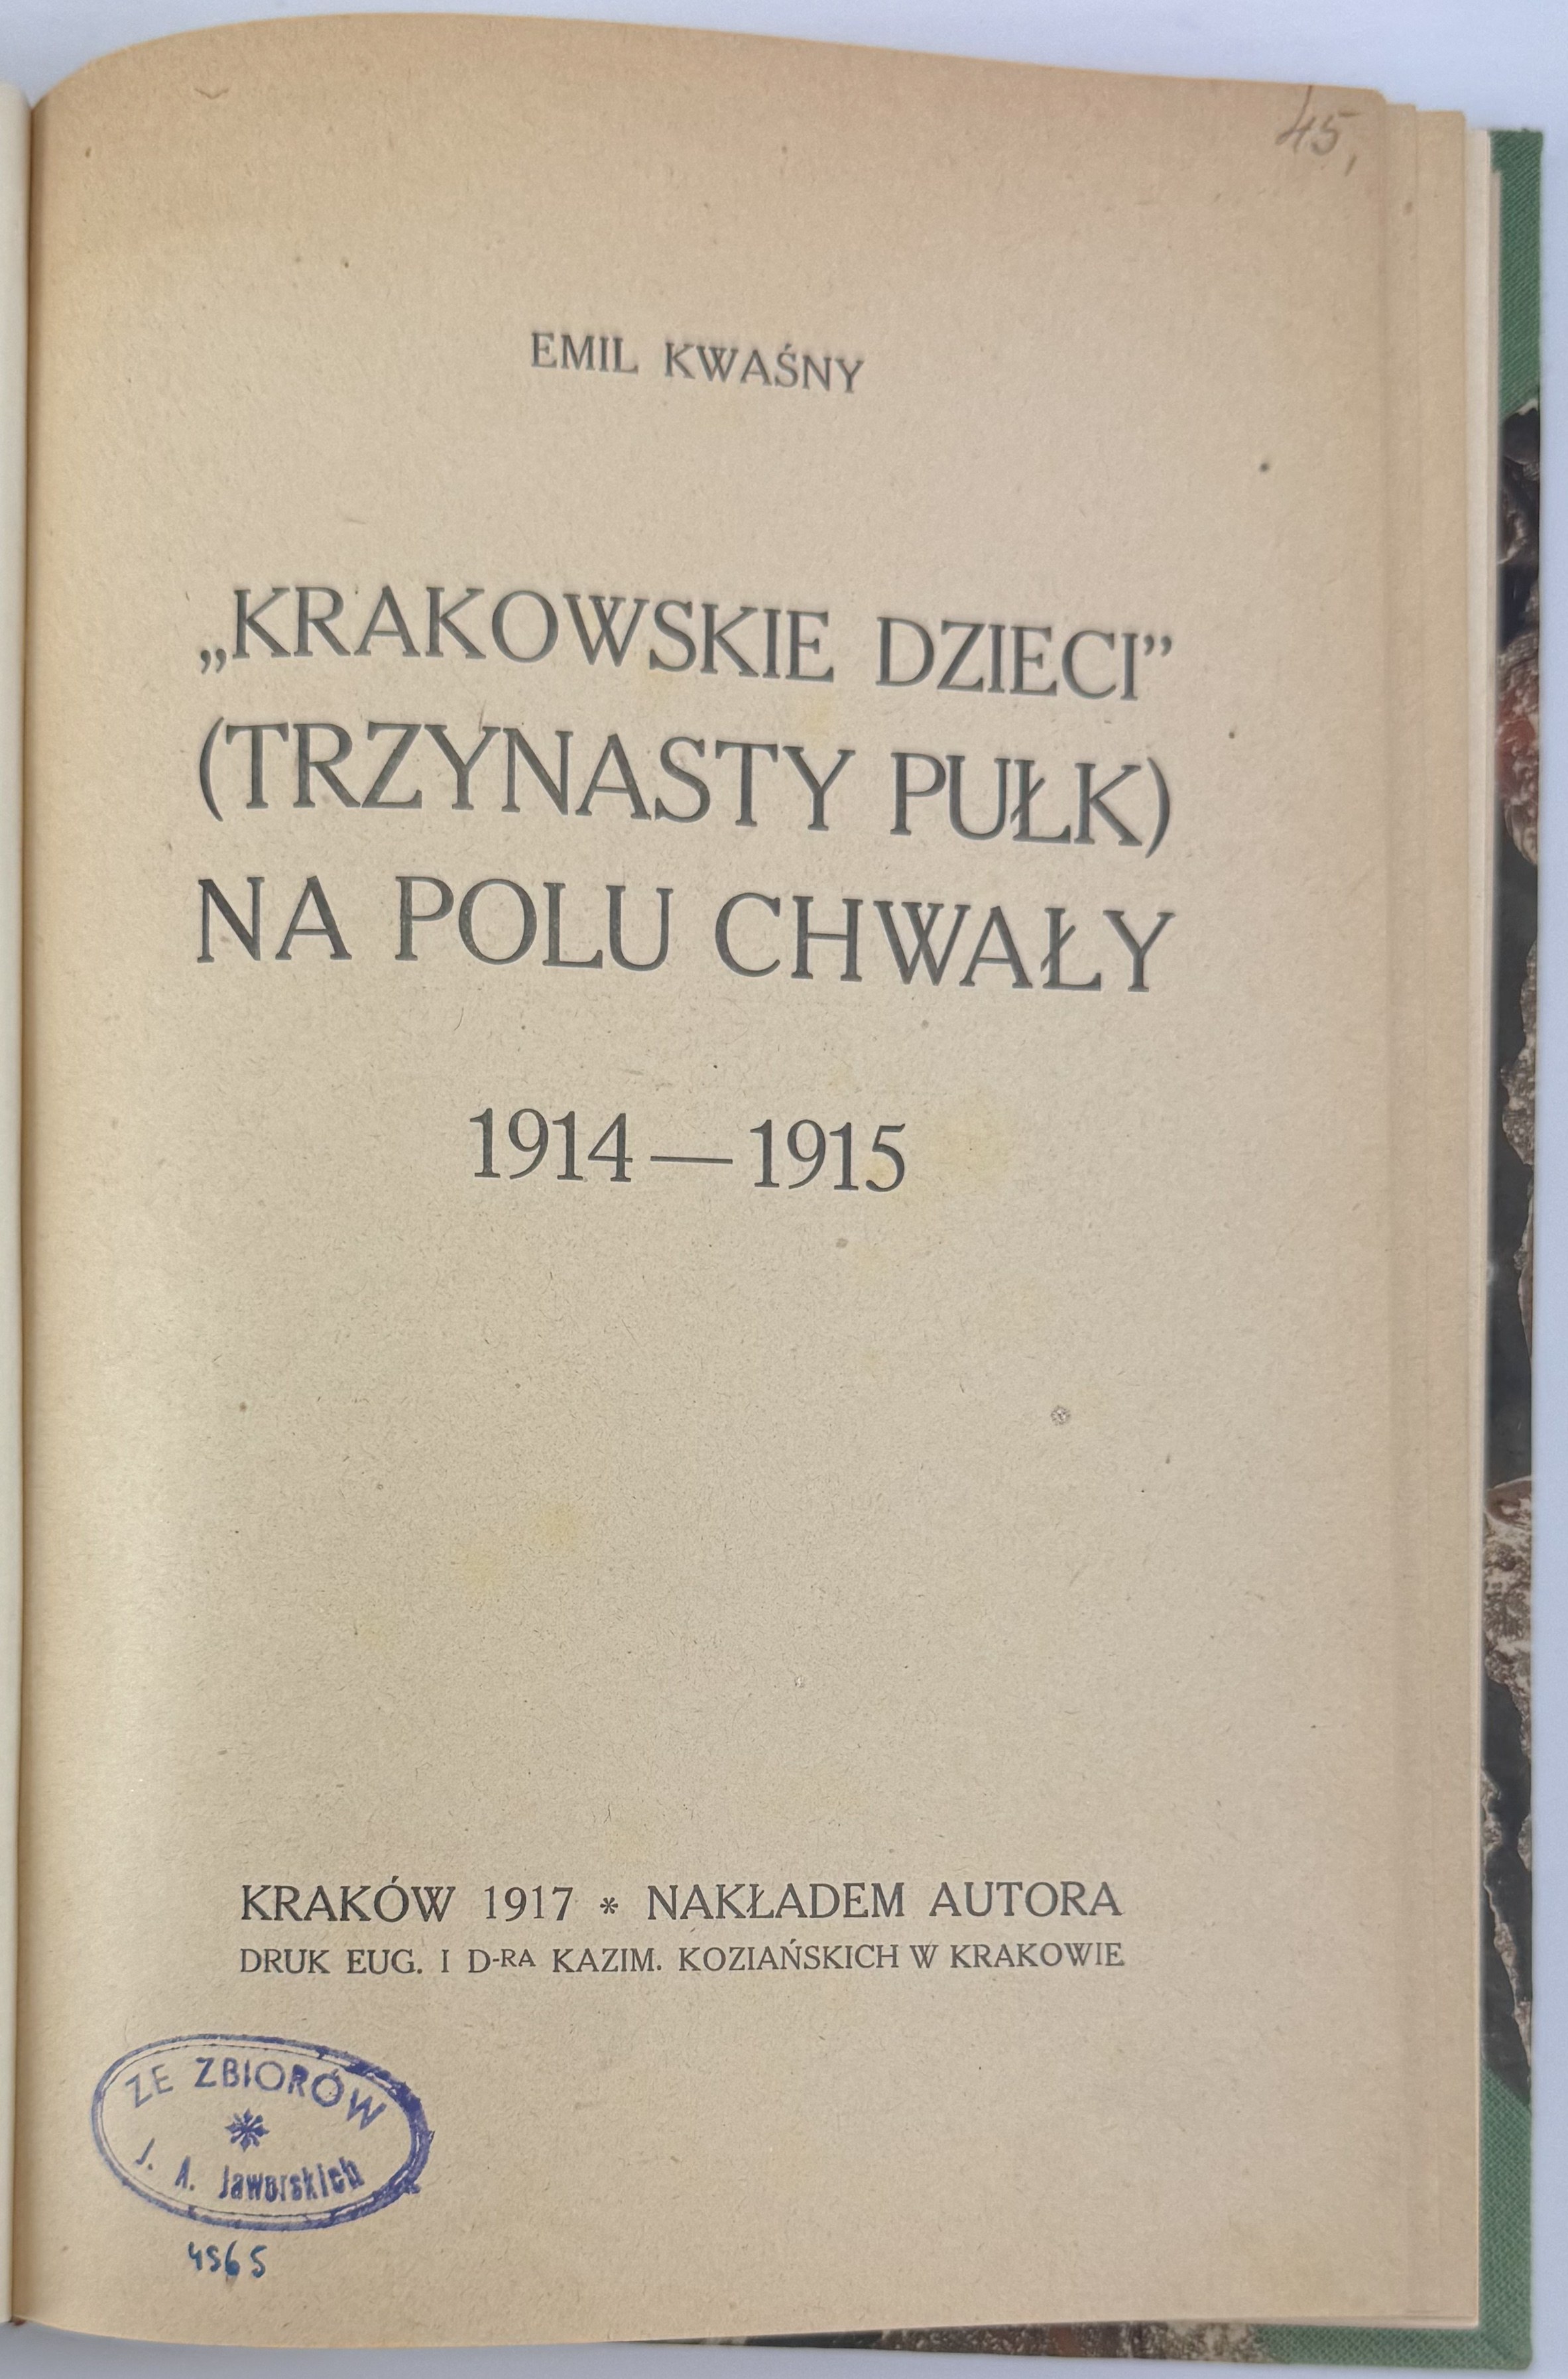 45,
EMIL KWAŚNY
„KRAKOWSKIE DZIECI”
(TRZYNASTY PUŁK)
NA POLU CHWAŁY
1914—1915
KRAKÓW 1917 * NAKŁADEM AUTORA
DRUK EUG. I D-RA KAZIM. KOZIAŃSKICH W KRAKOWIE
ZE ZBIORÓW
J. A. Jaworskich
4565